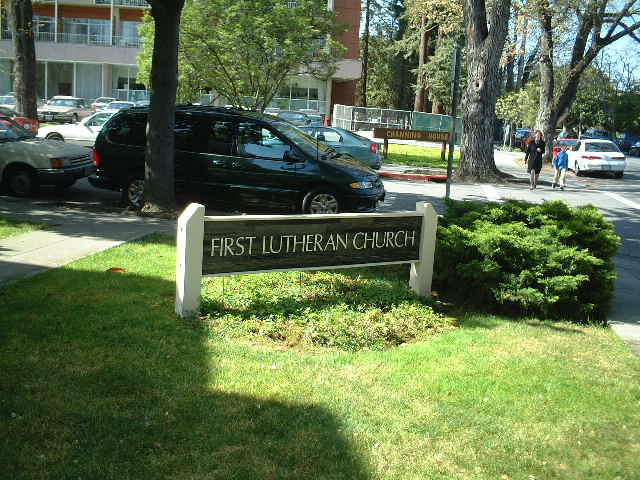 CHANNING HOUSE
FIRST LUTHERAN CHURCH